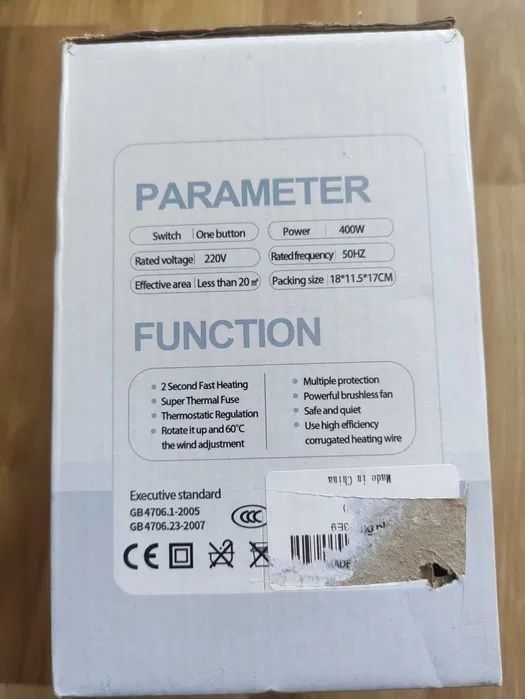 PARAMETER
Switch One button
Power 400W
Rated voltage 220V
Rated frequency 50HZ
Effective area Less than 20㎡
Packing size 18*11.5*17CM
FUNCTION
2 Second Fast Heating
Super Thermal Fuse
Thermostatic Regulation
Rotate it up and 60℃
the wind adjustment
Multiple protection
Powerful brushless fan
Safe and quiet
Use high efficiency
corrugated heating wire
Made in China
Executive standard
GB4706.1-2005
GB4706.23-2007
CCC
MADE
CE